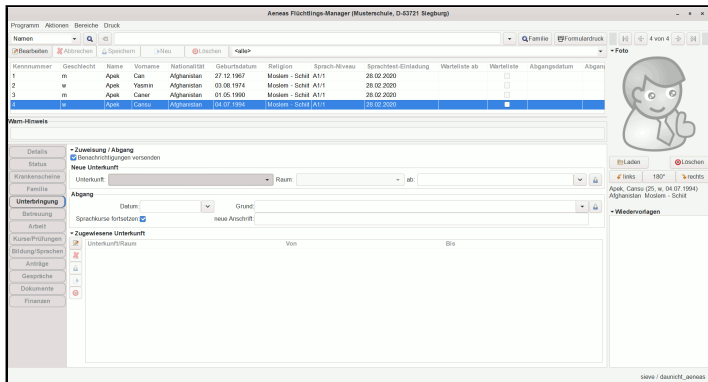 Aeneas Flüchtlings-Manager (Musterschule, D-53721 Siegburg)
Programm Aktionen Bereiche Druck
Namen Familie Formulardruck 4 von 4
Bearbeiten Abbrechen Speichern Neu Löschen <alle>
Foto
Kennnummer Geschlecht Name Vorname Nationalität Geburtsdatum Religion Sprach-Niveau Sprachtest-Einladung Warteliste ab Warteliste Abgangsdatum Abgang
1 m Apek Can Afghanistan 27.12.1967 Moslem - Schiit A1/1 28.02.2020
2 w Apek Yasmin Afghanistan 03.08.1974 Moslem - Schiit A1/1 28.02.2020
3 m Apek Caner Afghanistan 01.05.1990 Moslem - Schiit A1/1 28.02.2020
4 w Apek Cansu Afghanistan 04.07.1994 Moslem - Schiit A1/1 28.02.2020
Warn-Hinweis
Details
Status
Krankenscheine
Familie
Unterbringung
Betreuung
Arbeit
Kurse/Prüfungen
Bildung/Sprachen
Anträge
Gespräche
Dokumente
Finanzen
Zuweisung / Abgang
Benachrichtigungen versenden
Neue Unterkunft
Unterkunft: Raum: ab:
Abgang
Datum: Grund:
Sprachkurse fortsetzen: neue Anschrift:
Zugewiesene Unterkunft
Unterkunft/Raum Von Bis
Laden Löschen
links 180° rechts
Apek, Cansu (25, w, 04.07.1994)
Afghanistan Moslem - Schiit
Wiedervorlagen
sieve / daunicht_aeneas